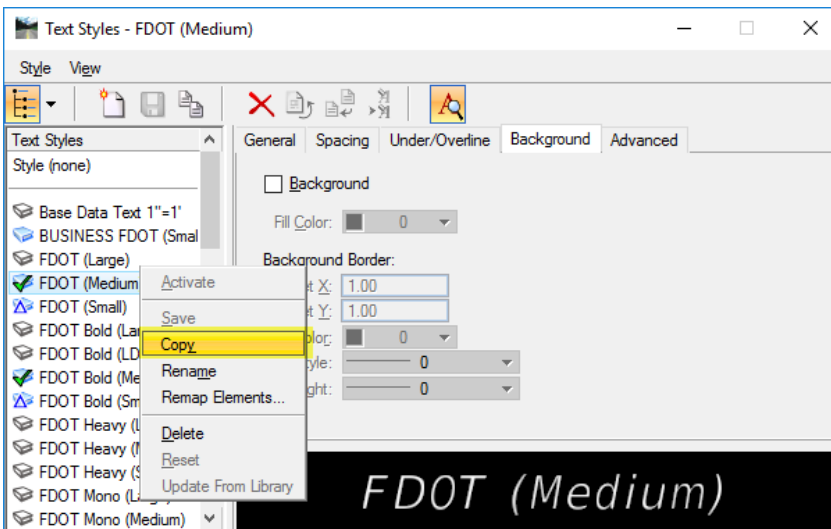 Text Styles - FDOT (Medium)
Style View
Text Styles
Style (none)
Base Data Text 1"=1'
BUSINESS FDOT (Smal
FDOT (Large)
FDOT (Medium
FDOT (Small)
FDOT Bold (Lar
FDOT Bold (LD
FDOT Bold (Me
FDOT Bold (Sm
FDOT Heavy (L
FDOT Heavy (M
FDOT Heavy (S
FDOT Mono (La
FDOT Mono (Medium)
Activate
Save
Copy
Rename
Remap Elements...
Delete
Reset
Update From Library
General Spacing Under/Overline Background Advanced
Background
Fill Color: 0
Background Border:
X: 1.00
Y: 1.00
olor: 0
yle: 0
ght: 0
FDOT (Medium)